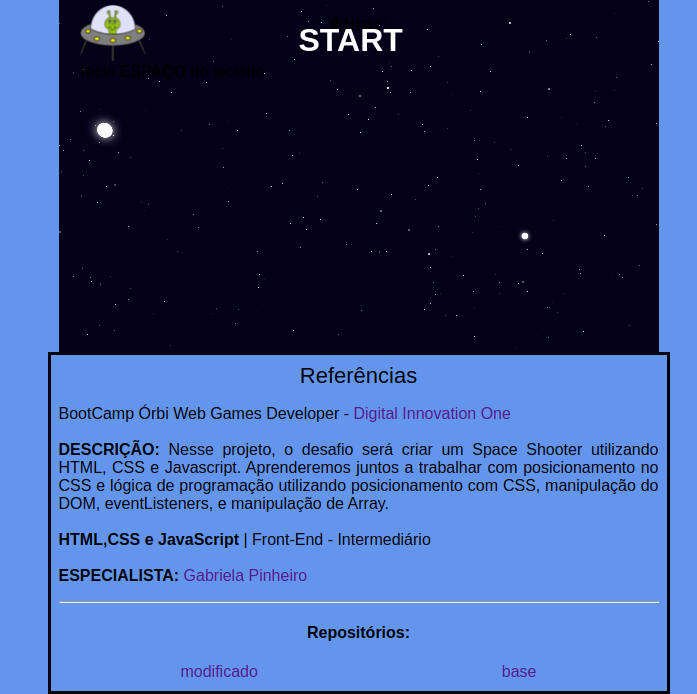 START
ESPAÇO
Referências
BootCamp Órbi Web Games Developer - Digital Innovation One
DESCRIÇÃO: Nesse projeto, o desafio será criar um Space Shooter utilizando
HTML, CSS e Javascript. Aprenderemos juntos a trabalhar com posicionamento no
CSS e lógica de programação utilizando posicionamento com CSS, manipulação do
DOM, eventListeners, e manipulação de Array.
HTML,CSS e JavaScript | Front-End - Intermediário
ESPECIALISTA: Gabriela Pinheiro
Repositórios:
modificado base